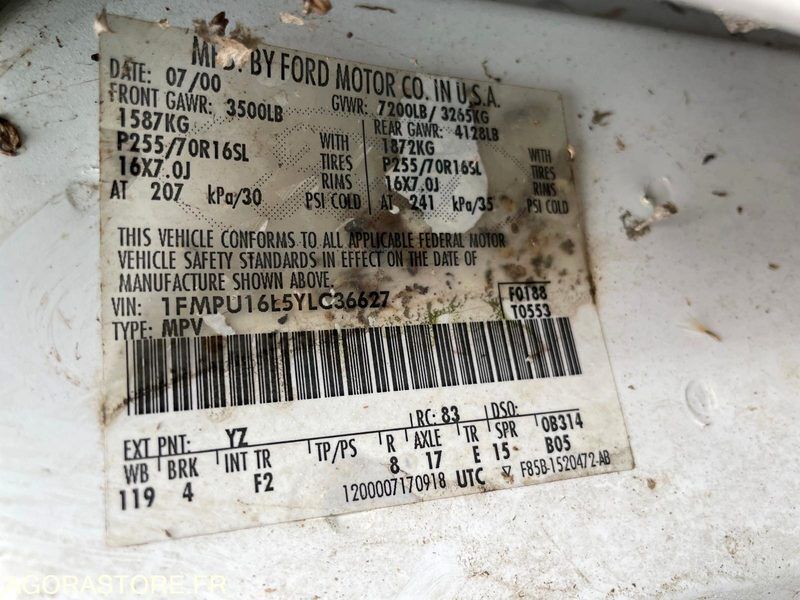 MFD. BY FORD MOTOR CO. IN U.S.A.
DATE: 07/00 GVWR: 7200LB/ 3265KG
FRONT GAWR: 3500LB REAR GAWR: 4128LB
1587KG WITH 1872KG WITH
P255/70R16SL TIRES P255/70R16SL TIRES
16X7.0J RIMS 16X7.0J RIMS
AT 207 kPa/30 PSI COLD AT 241 kPa/35 PSI COLD
THIS VEHICLE CONFORMS TO ALL APPLICABLE FEDERAL MOTOR
VEHICLE SAFETY STANDARDS IN EFFECT ON THE DATE OF
MANUFACTURE SHOWN ABOVE.
VIN: 1FMPU16L5YLC36627 F0188
TYPE: MPV T0553
EXT PNT: YZ RC: 83 DSO:
WB BRK INT TR TP/PS R AXLE TR SPR 0B314
119 4 F2 8 17 E 15 B05
1200007170918 UTC ▽ F85B-1520472-AB
AGORASTORE.FR